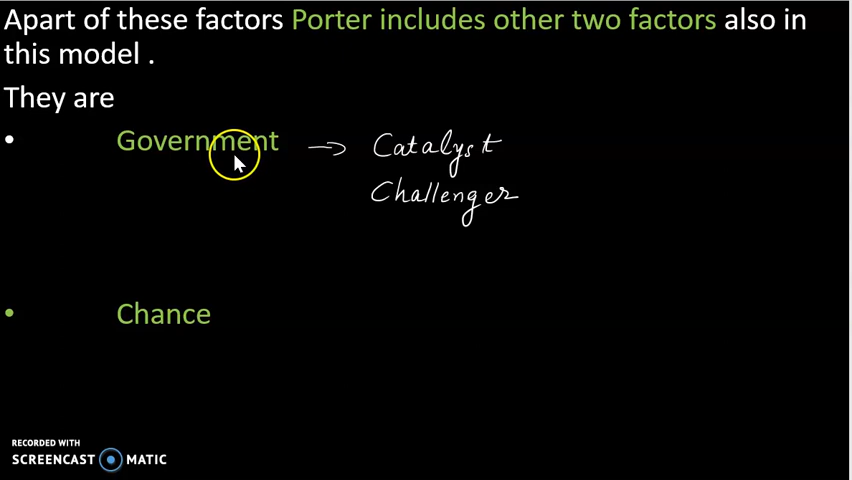 Apart of these factors Porter includes other two factors also in
this model .
They are
• Government → Catalyst
Challenger
• Chance
RECORDED WITH
SCREENCAST MATIC